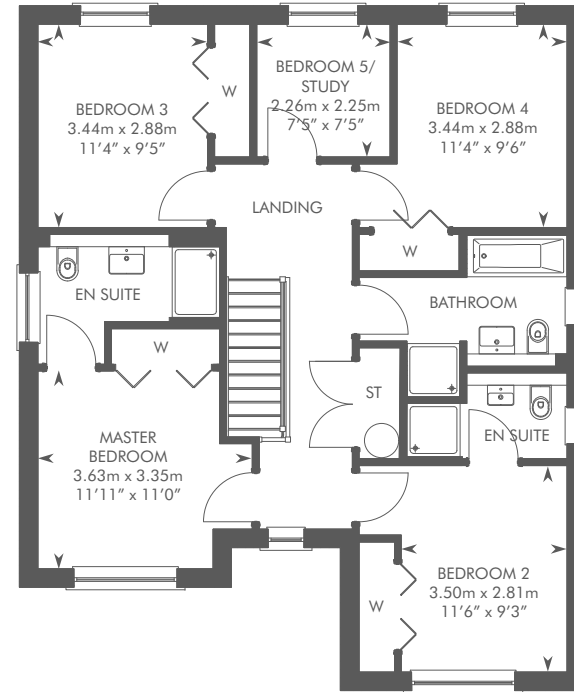 BEDROOM 3
3.44m x 2.88m
11’4” x 9’5”
W
BEDROOM 5/
STUDY
2.26m x 2.25m
7’5” x 7’5”
BEDROOM 4
3.44m x 2.88m
11’4” x 9’6”
LANDING
W
EN SUITE
BATHROOM
W
ST
MASTER
BEDROOM
3.63m x 3.35m
11’11” x 11’0”
EN SUITE
BEDROOM 2
3.50m x 2.81m
11’6” x 9’3”
W